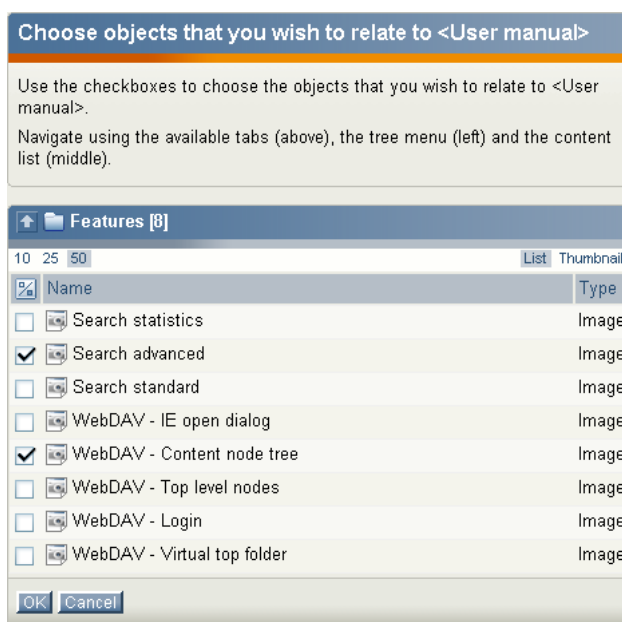 Choose objects that you wish to relate to <User manual>
Use the checkboxes to choose the objects that you wish to relate to <User
manual>.
Navigate using the available tabs (above), the tree menu (left) and the content
list (middle).
Features [8]
10 25 50 List Thumbnail
Name Type
Search statistics Image
Search advanced Image
Search standard Image
WebDAV - IE open dialog Image
WebDAV - Content node tree Image
WebDAV - Top level nodes Image
WebDAV - Login Image
WebDAV - Virtual top folder Image
OK Cancel